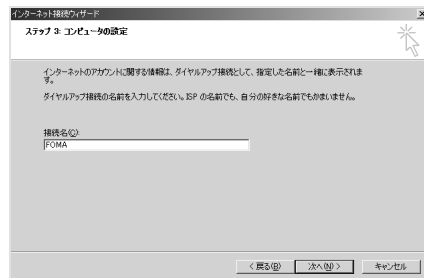 インターネット接続ウィザード
ステップ 3: コンピュータの設定
インターネットのアカウントに関する情報は、ダイヤルアップ接続として、指定した名前と一緒に表示されま
す。
ダイヤルアップ接続の名前を入力してください。ISP の名前でも、自分の好きな名前でもかまいません。
接続名(C):
FOMA
< 戻る(B)
次へ(N) >
キャンセル